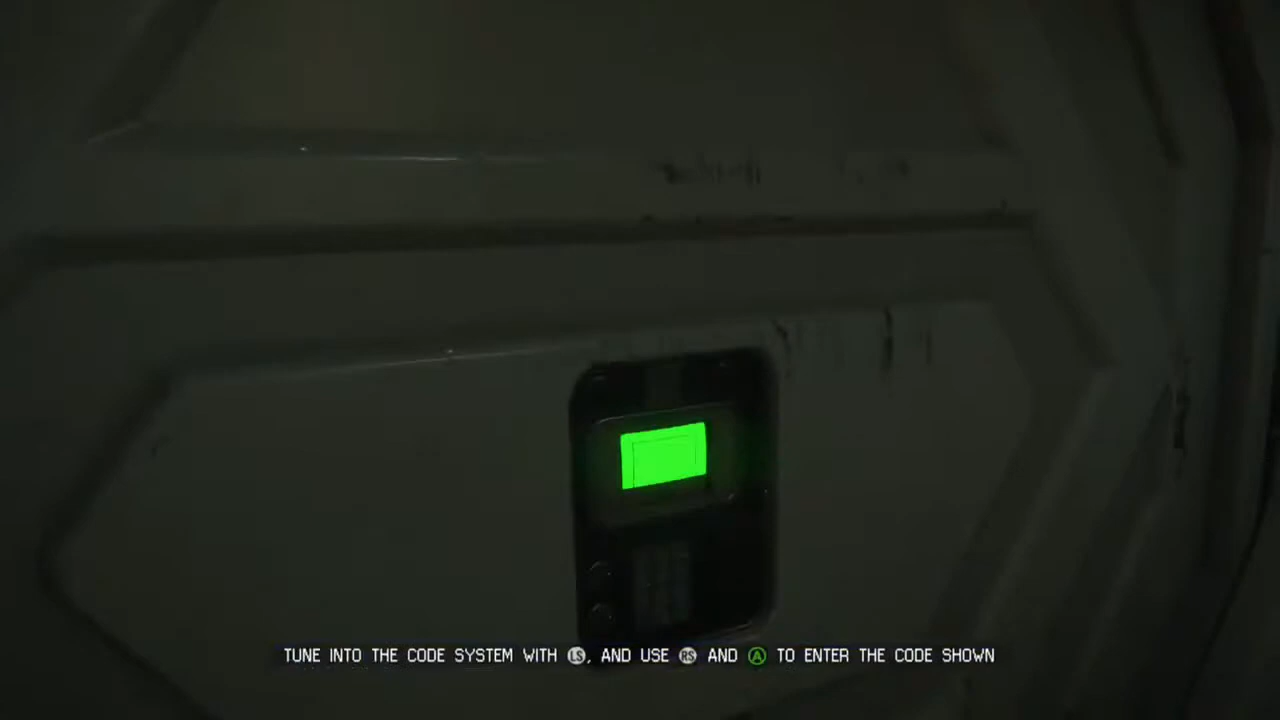 TUNE INTO THE CODE SYSTEM WITH LS, AND USE RS AND A TO ENTER THE CODE SHOWN